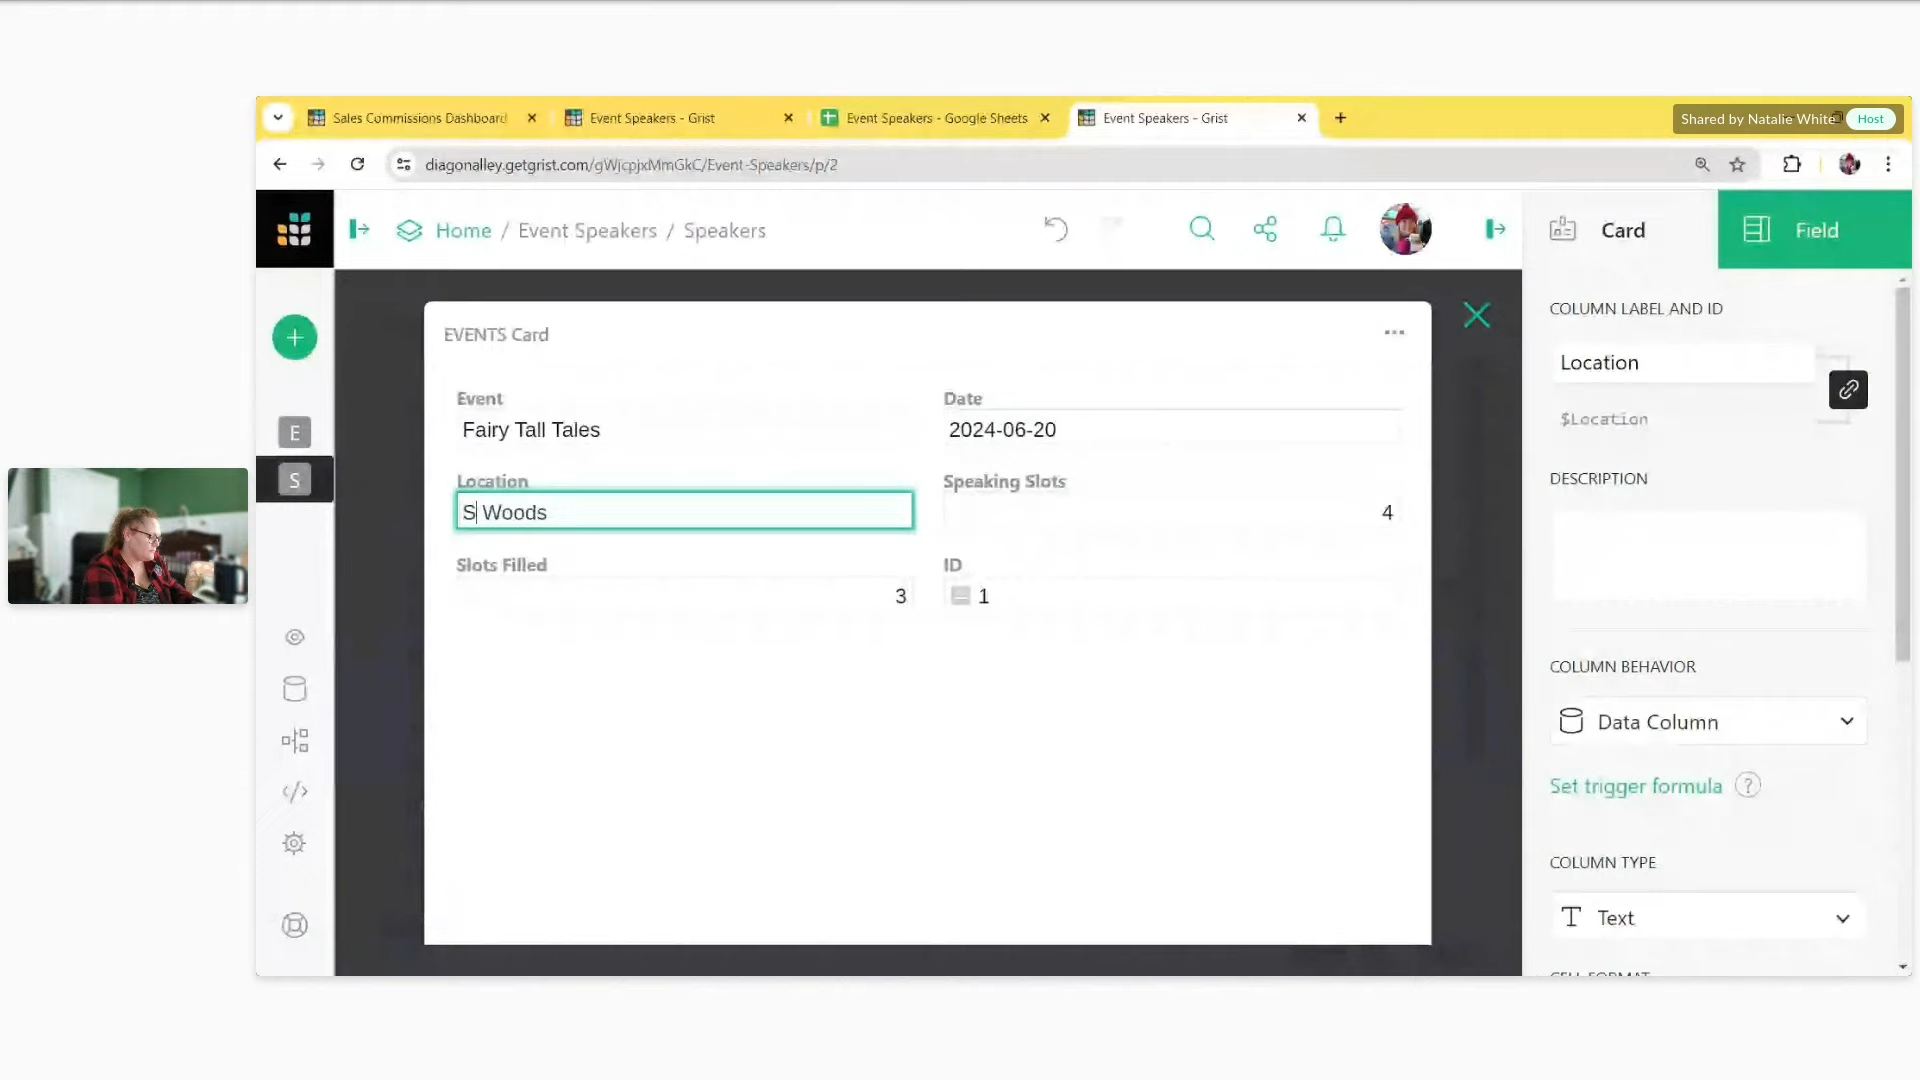 Sales Commissions Dashboard
Event Speakers - Grist
Event Speakers - Google Sheets
Event Speakers - Grist
Shared by Natalie White
Host
diagonalley.getgrist.com/gWjcpjxMmGkC/Event-Speakers/p/2
Home / Event Speakers / Speakers
Card
Field
E
S
EVENTS Card
Event
Fairy Tall Tales
Date
2024-06-20
Location
S Woods
Speaking Slots
4
Slots Filled
3
ID
1
COLUMN LABEL AND ID
Location
$Location
DESCRIPTION
COLUMN BEHAVIOR
Data Column
Set trigger formula ?
COLUMN TYPE
T Text
CELL FORMAT